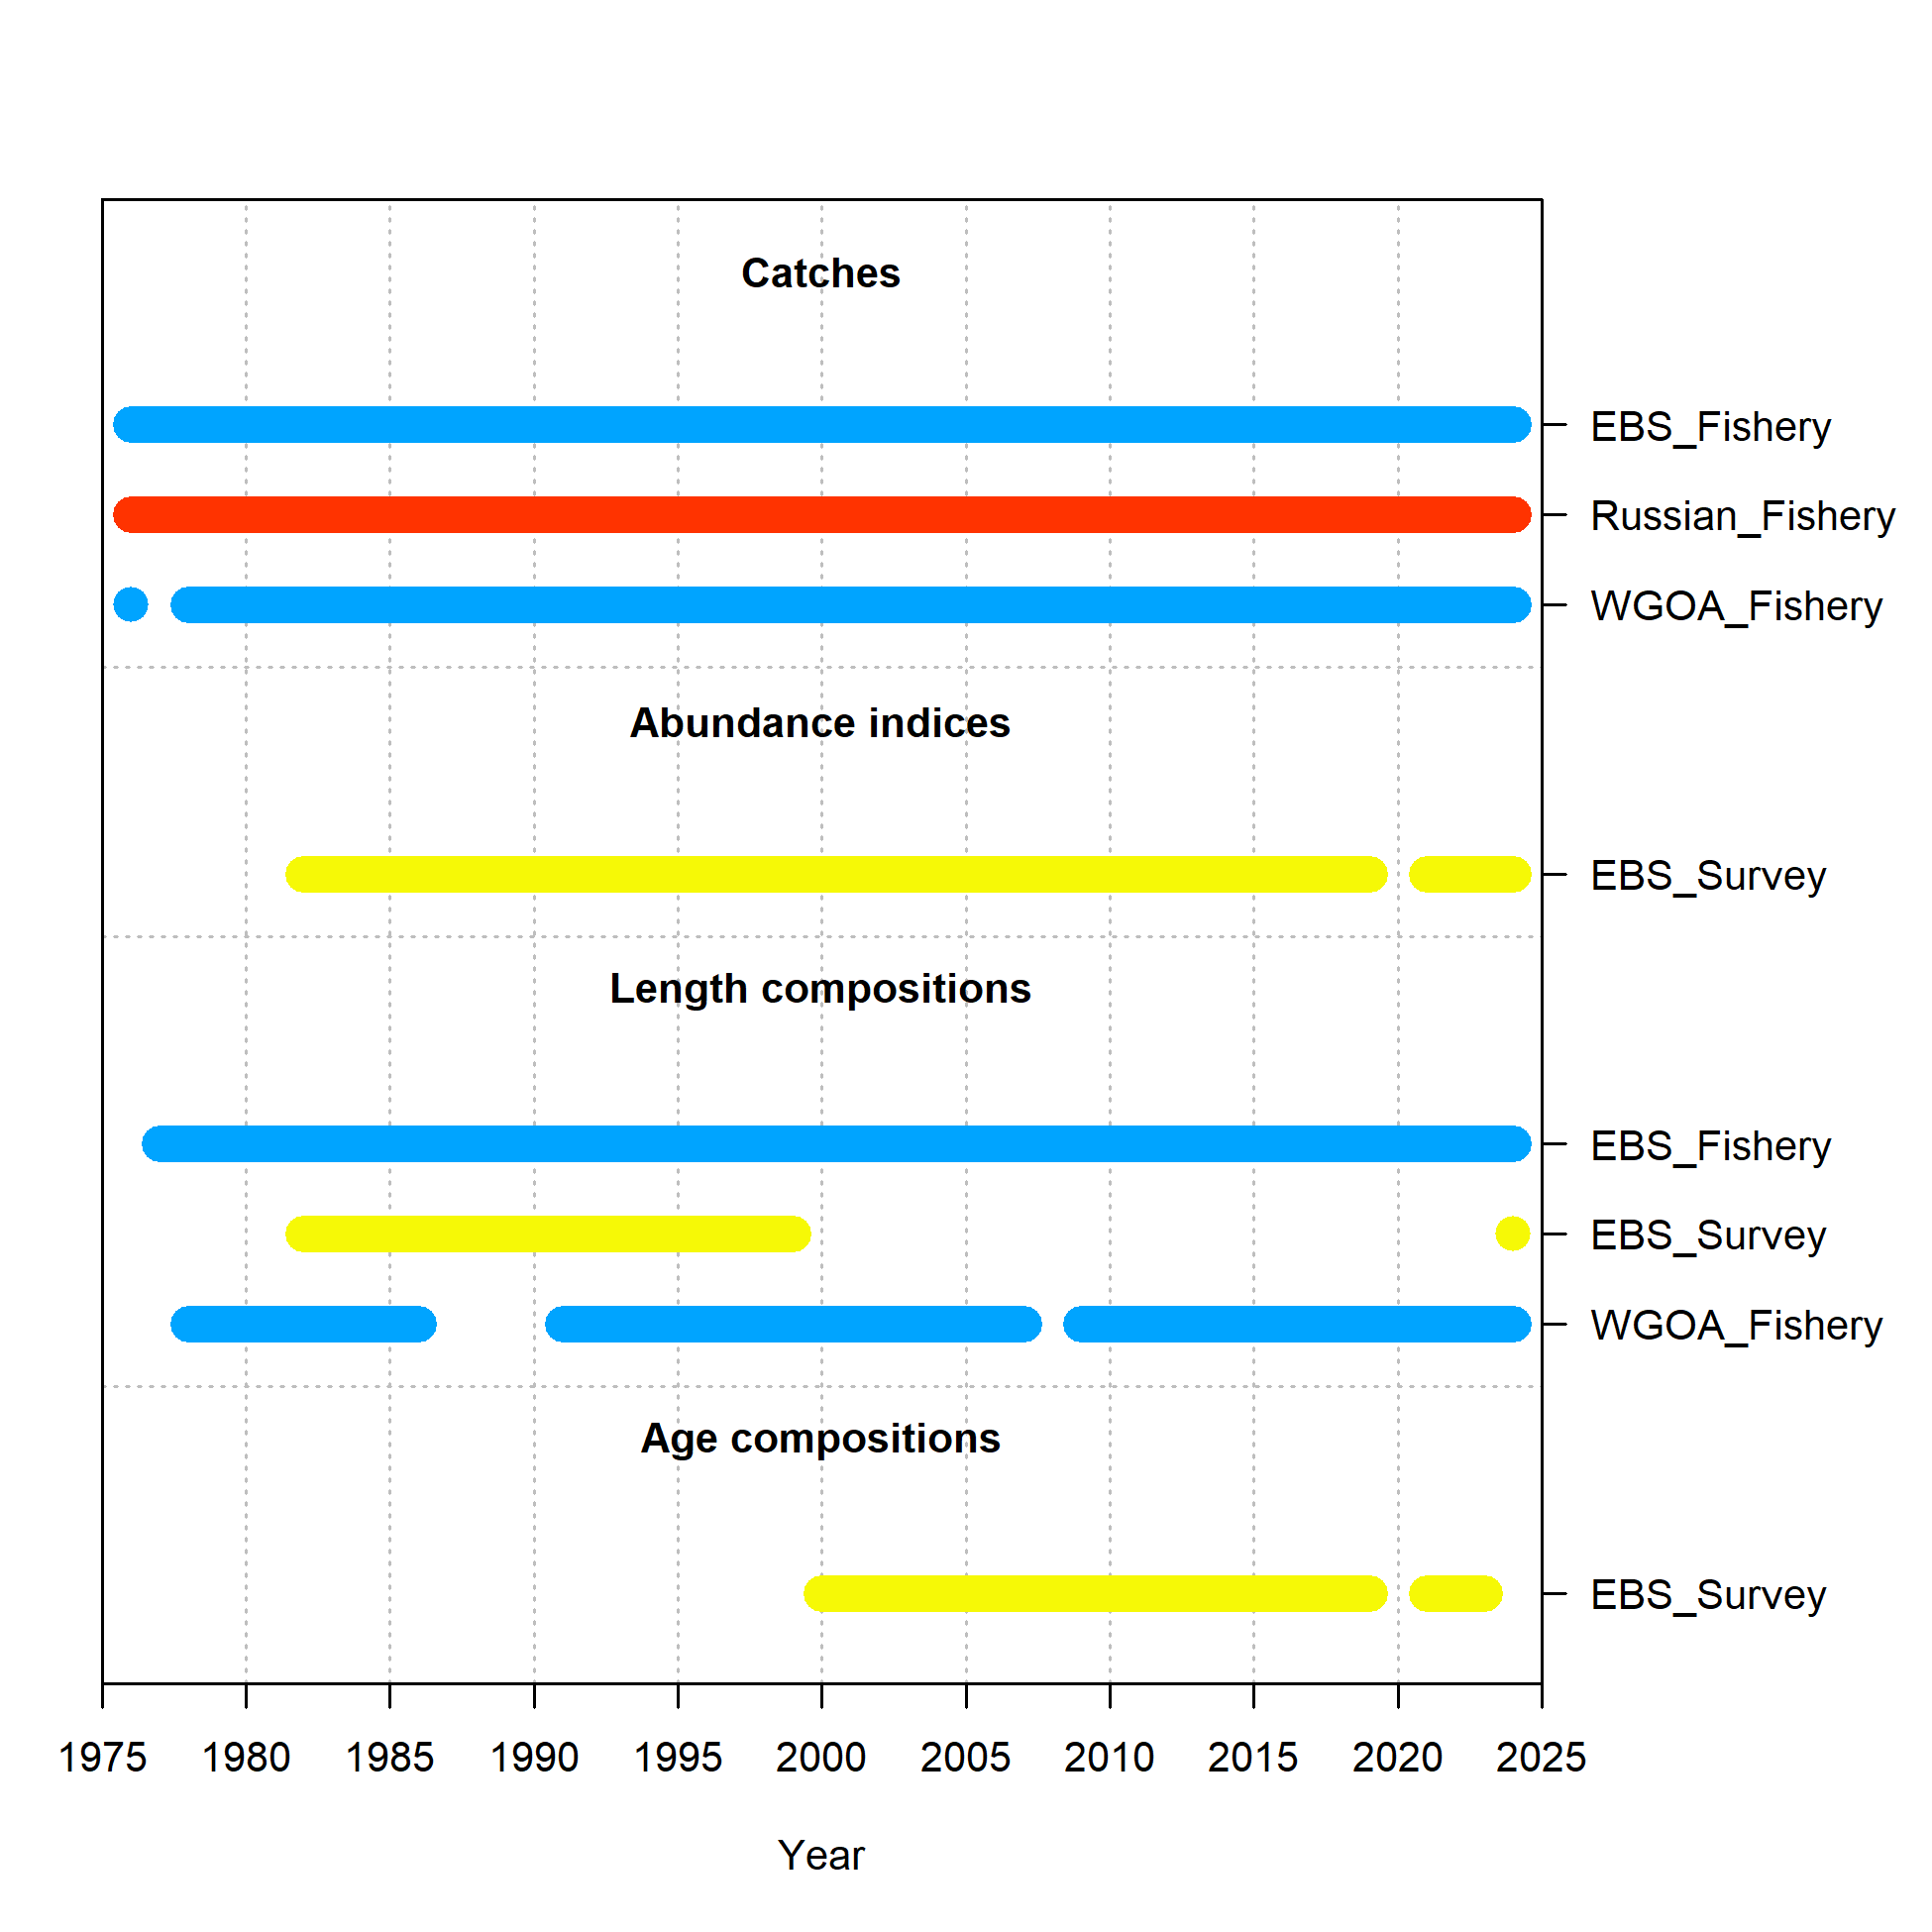 Catches
EBS_Fishery
Russian_Fishery
WGOA_Fishery
Abundance indices
EBS_Survey
Length compositions
EBS_Fishery
EBS_Survey
WGOA_Fishery
Age compositions
EBS_Survey
1975 1980 1985 1990 1995 2000 2005 2010 2015 2020 2025
Year